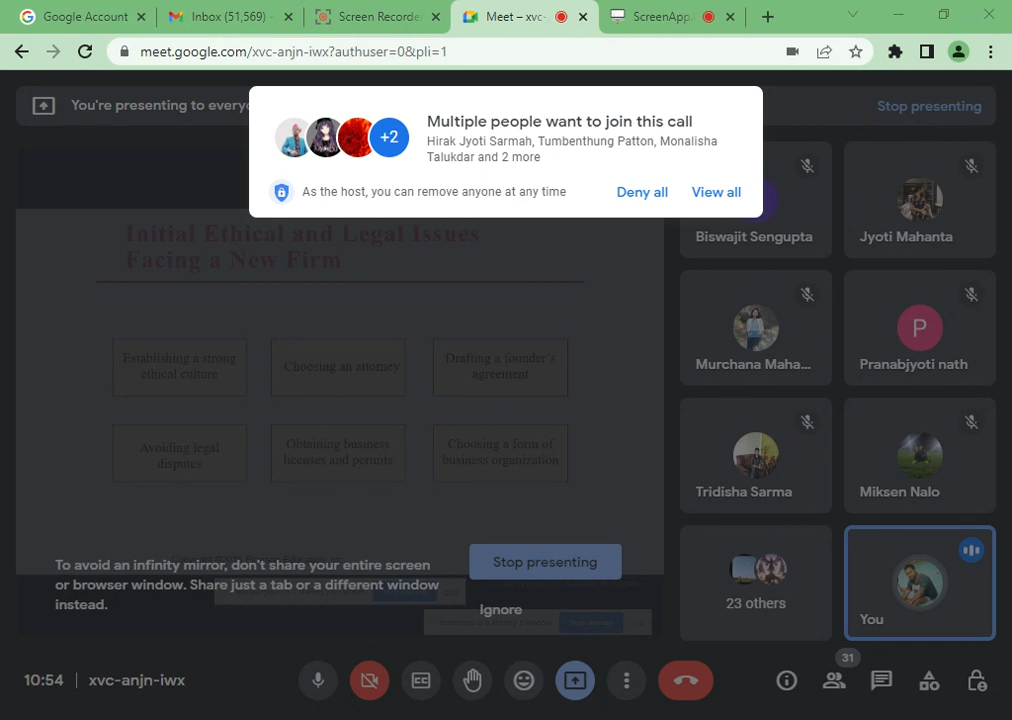 Google Account
Inbox (51,569) -
Screen Recorde
Meet – xvc-
ScreenApp.
meet.google.com/xvc-anjn-iwx?authuser=0&pli=1
You're presenting to everyo
Stop presenting
Multiple people want to join this call
+2
Hirak Jyoti Sarmah, Tumbenthung Patton, Monalisha
Talukdar and 2 more
As the host, you can remove anyone at any time
Deny all
View all
Initial Ethical and Legal Issues
Facing a New Firm
Establishing a strong
ethical culture
Choosing an attorney
Drafting a founder's
agreement
Avoiding legal
disputes
Obtaining business
licenses and permits
Choosing a form of
business organization
Biswajit Sengupta
Jyoti Mahanta
Murchana Maha...
P
Pranabjyoti nath
Tridisha Sarma
Miksen Nalo
23 others
You
To avoid an infinity mirror, don't share your entire screen
or browser window. Share just a tab or a different window
instead.
Stop presenting
Ignore
10:54
xvc-anjn-iwx
31